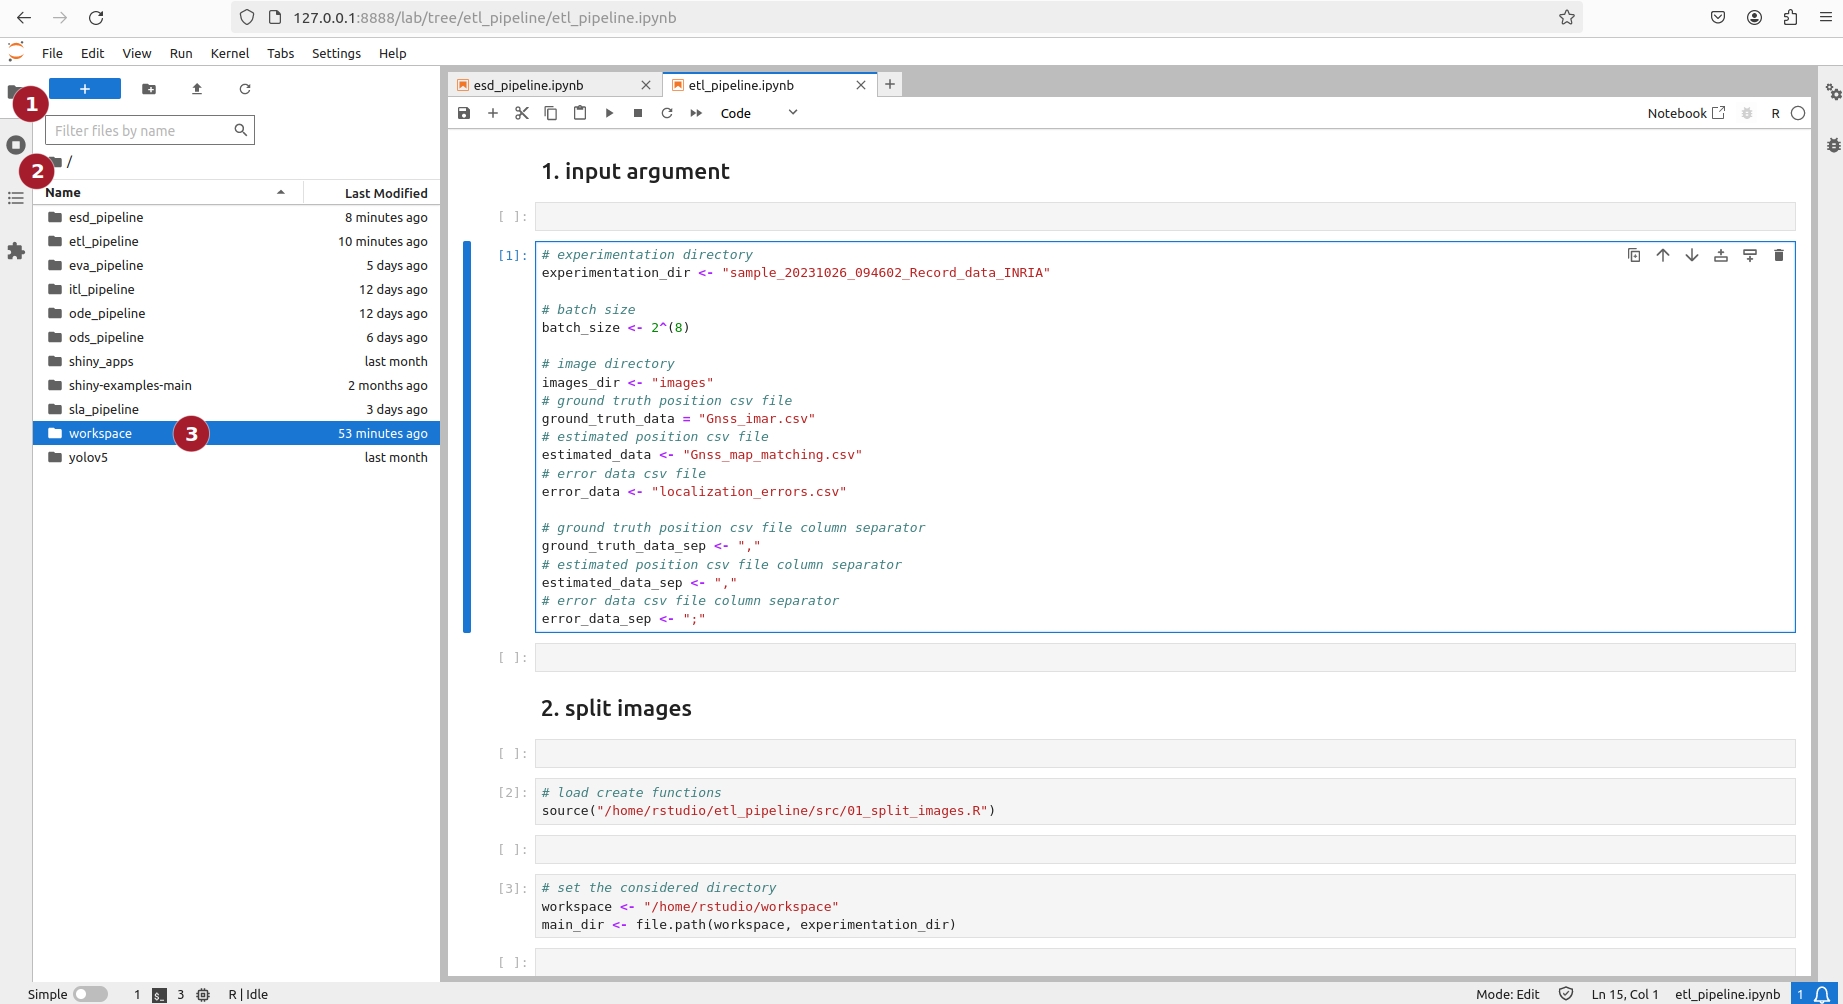 127.0.0.1:8888/lab/tree/etl_pipeline/etl_pipeline.ipynb
File Edit View Run Kernel Tabs Settings Help
+
1
Filter files by name
2 /
Name Last Modified
esd_pipeline 8 minutes ago
etl_pipeline 10 minutes ago
eva_pipeline 5 days ago
itl_pipeline 12 days ago
ode_pipeline 12 days ago
ods_pipeline 6 days ago
shiny_apps last month
shiny-examples-main 2 months ago
sla_pipeline 3 days ago
workspace 3 53 minutes ago
yolov5 last month
esd_pipeline.ipynb etl_pipeline.ipynb
Code Notebook R
1. input argument
[ ]:
[1]: # experimentation directory
experimentation_dir <- "sample_20231026_094602_Record_data_INRIA"
# batch size
batch_size <- 2^(8)
# image directory
images_dir <- "images"
# ground truth position csv file
ground_truth_data = "Gnss_imar.csv"
# estimated position csv file
estimated_data <- "Gnss_map_matching.csv"
# error data csv file
error_data <- "localization_errors.csv"
# ground truth position csv file column separator
ground_truth_data_sep <- ","
# estimated position csv file column separator
estimated_data_sep <- ","
# error data csv file column separator
error_data_sep <- ";"
[ ]:
2. split images
[ ]:
[2]: # load create functions
source("/home/rstudio/etl_pipeline/src/01_split_images.R")
[ ]:
[3]: # set the considered directory
workspace <- "/home/rstudio/workspace"
main_dir <- file.path(workspace, experimentation_dir)
[ ]:
Simple 1 $_ 3 R | Idle Mode: Edit Ln 15, Col 1 etl_pipeline.ipynb 1